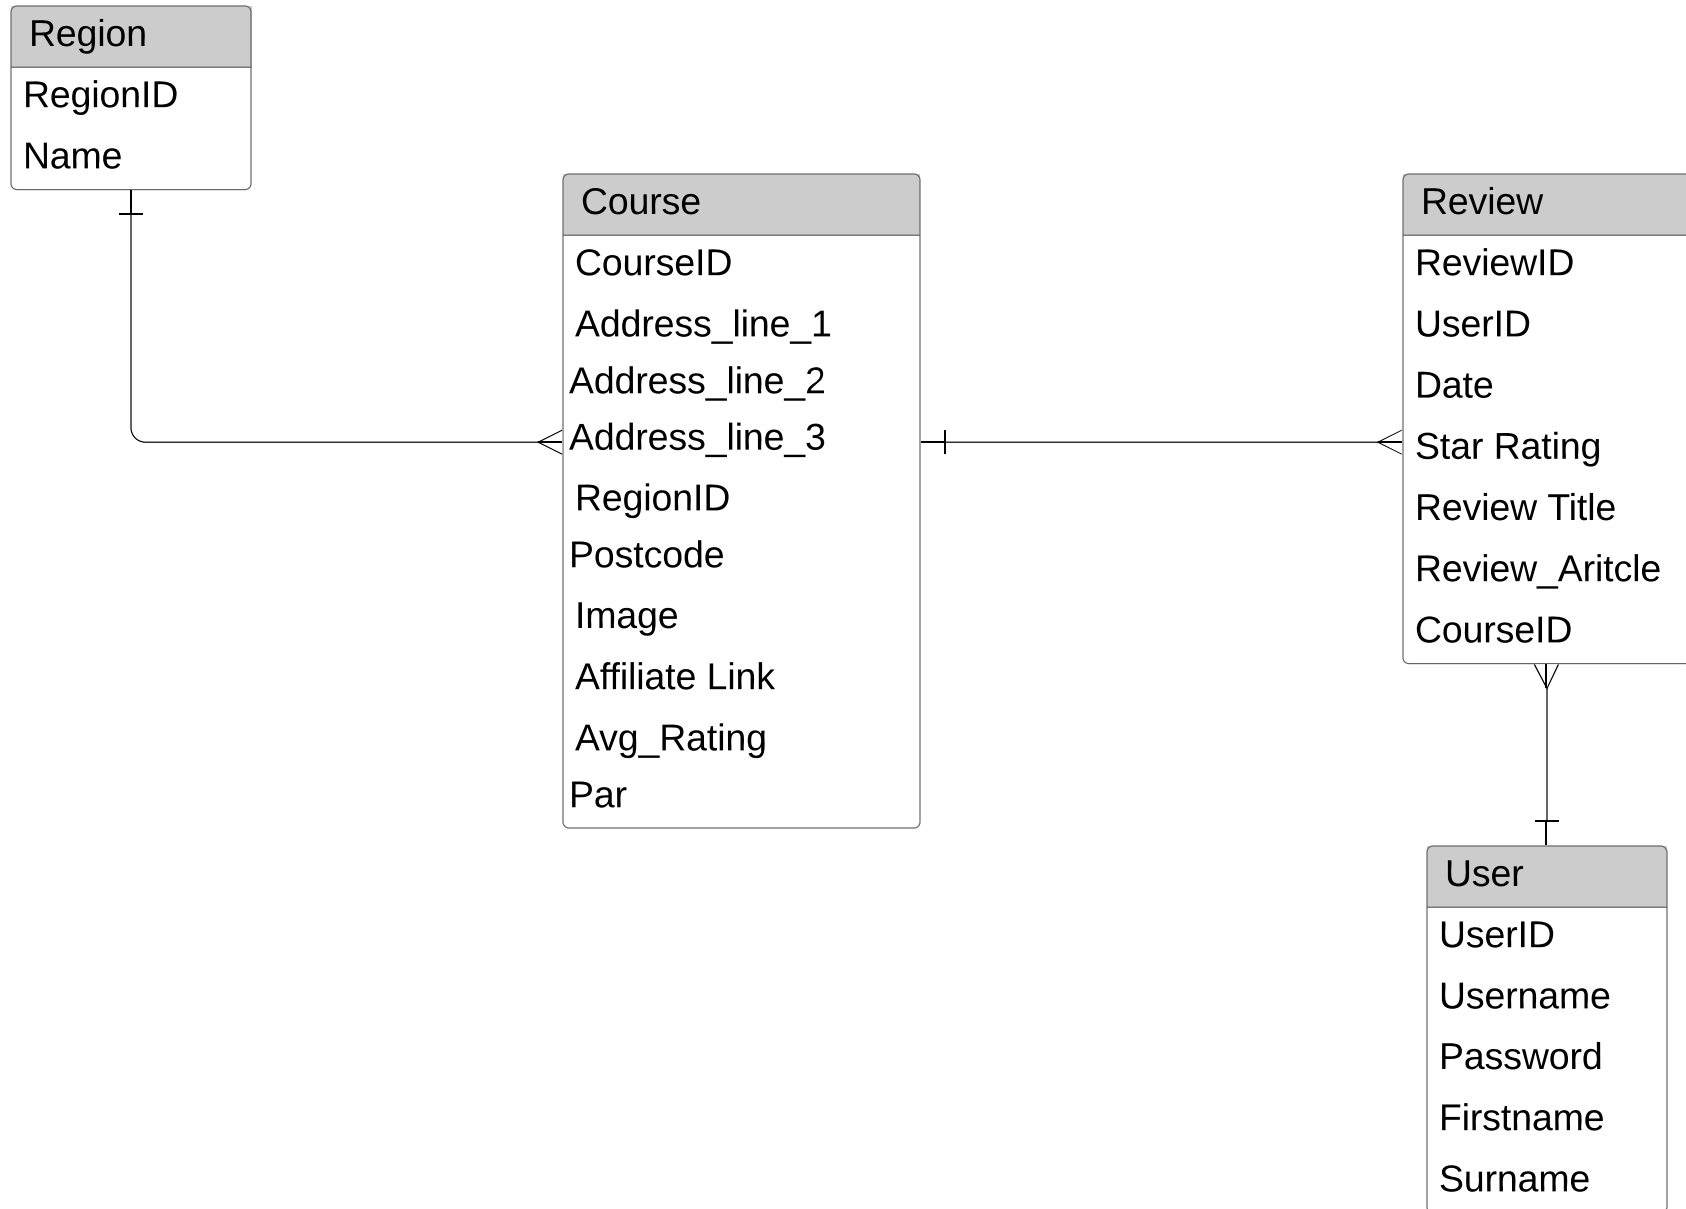 Region
RegionID
Name
Course
CourseID
Address_line_1
Address_line_2
Address_line_3
RegionID
Postcode
Image
Affiliate Link
Avg_Rating
Par
Review
ReviewID
UserID
Date
Star Rating
Review Title
Review_Aritcle
CourseID
User
UserID
Username
Password
Firstname
Surname